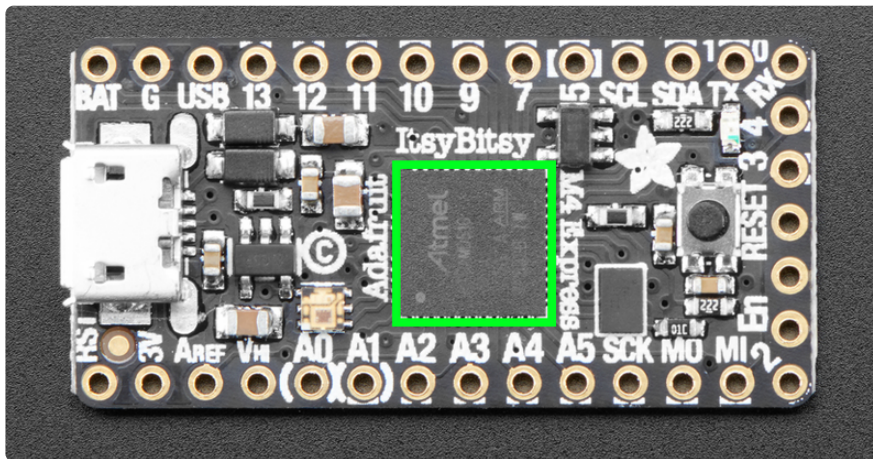 BAT G USB 13 12 11 10 9 7 5 SCL SDA TX 1 0
RX
4
3
RESET
En
2
ItsyBitsy
Adafruit
M4 Express
Atmel
ARM
©
222
222
RST 3V AREF VHI A0 A1 A2 A3 A4 A5 SCK MO MI